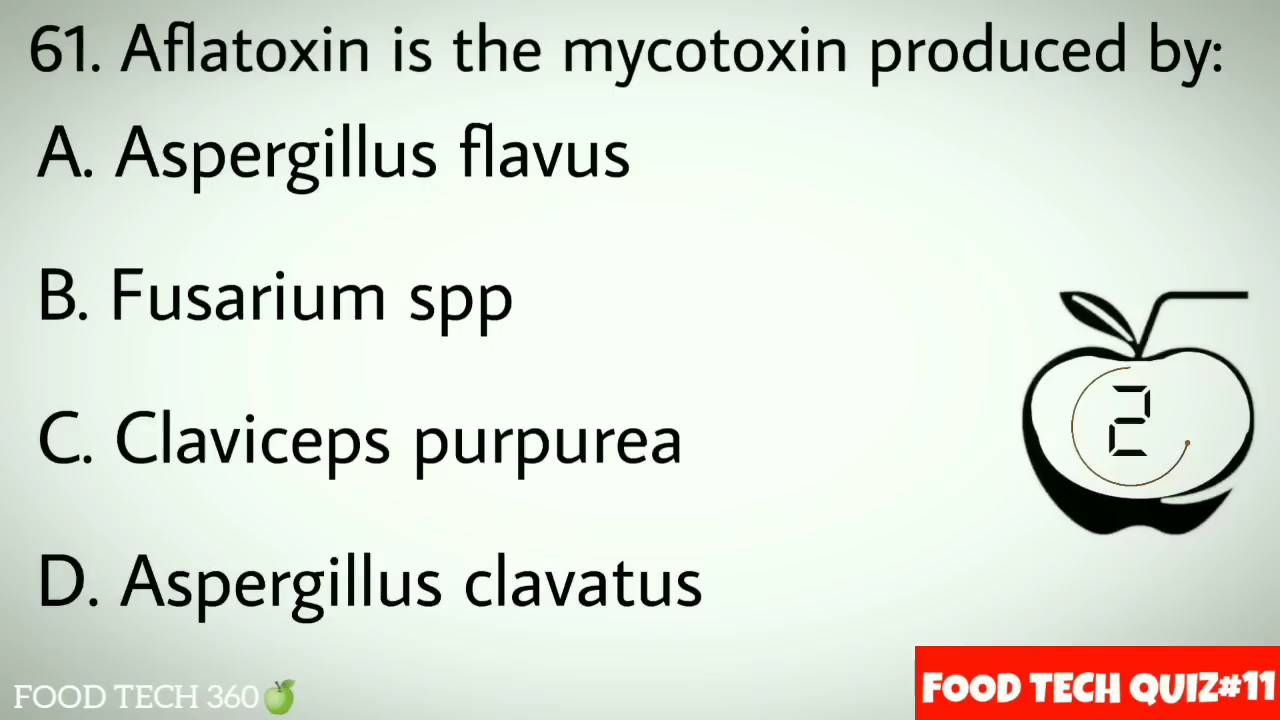 61. Aflatoxin is the mycotoxin produced by:
A. Aspergillus flavus
B. Fusarium spp
2
C. Claviceps purpurea
D. Aspergillus clavatus
FOOD TECH 360
FOOD TECH QUIZ#11